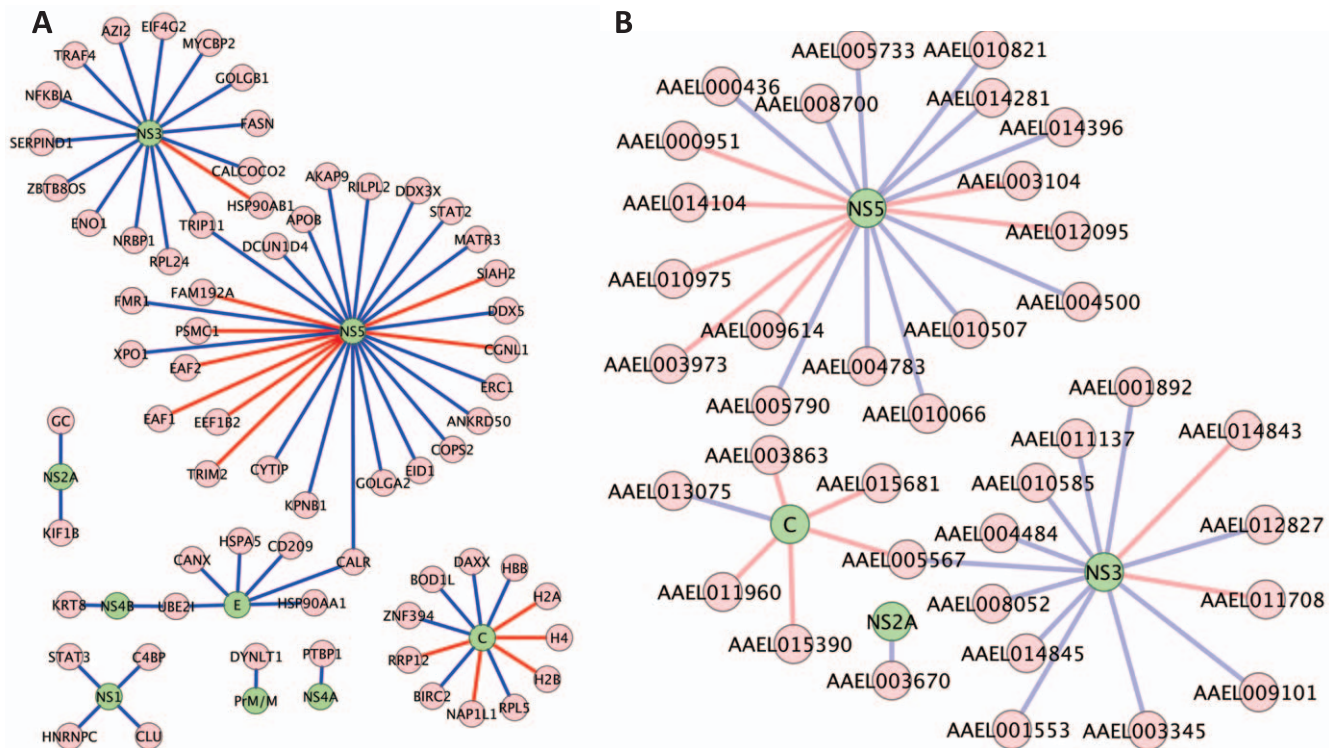 A
EIF4G2
AZI2
MYCBP2
TRAF4
GOLGB1
NFKBIA
FASN
NS3
SERPIND1
CALCOCO2
ZBTB8OS
HSP90AB1
ENO1
NRBP1
TRIP11
RPL24
AKAP9
RILPL2
DDX3X
APOB
STAT2
DCUN1D4
MATR3
SIAH2
FAM192A
FMR1
DDX5
PSMC1
NS5
CGNL1
XPO1
EAF2
ERC1
EAF1
EEF1B2
ANKRD50
COPS2
TRIM2
CYTIP
EID1
GOLGA2
KPNB1
GC
NS2A
KIF1B
HSPA5
CD209
CANX
CALR
KRT8
NS4B
UBE2I
E
HSP90AA1
DAXX
HBB
BOD1L
H2A
ZNF394
C
H4
RRP12
H2B
BIRC2
NAP1L1
RPL5
STAT3
C4BP
NS1
HNRNPC
CLU
DYNLT1
PrM/M
PTBP1
NS4A
B
AAEL005733
AAEL010821
AAEL000436
AAEL008700
AAEL014281
AAEL000951
AAEL014396
AAEL003104
AAEL014104
NS5
AAEL012095
AAEL010975
AAEL004500
AAEL009614
AAEL010507
AAEL003973
AAEL004783
AAEL005790
AAEL010066
AAEL001892
AAEL003863
AAEL011137
AAEL014843
AAEL013075
AAEL015681
AAEL010585
C
AAEL004484
AAEL012827
AAEL005567
NS3
AAEL011960
AAEL008052
AAEL011708
NS2A
AAEL015390
AAEL014845
AAEL003670
AAEL009101
AAEL001553
AAEL003345